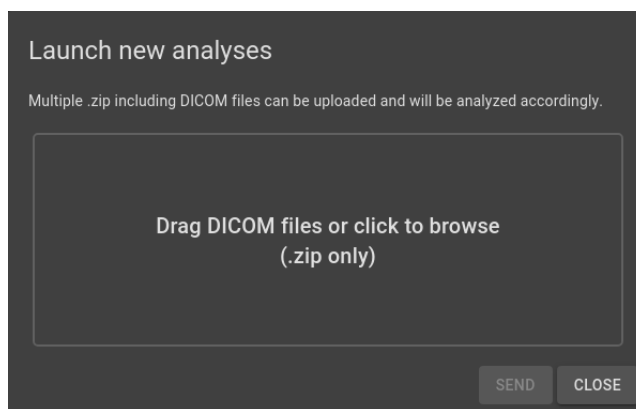 Launch new analyses
Multiple .zip including DICOM files can be uploaded and will be analyzed accordingly.
Drag DICOM files or click to browse
(.zip only)
SEND CLOSE